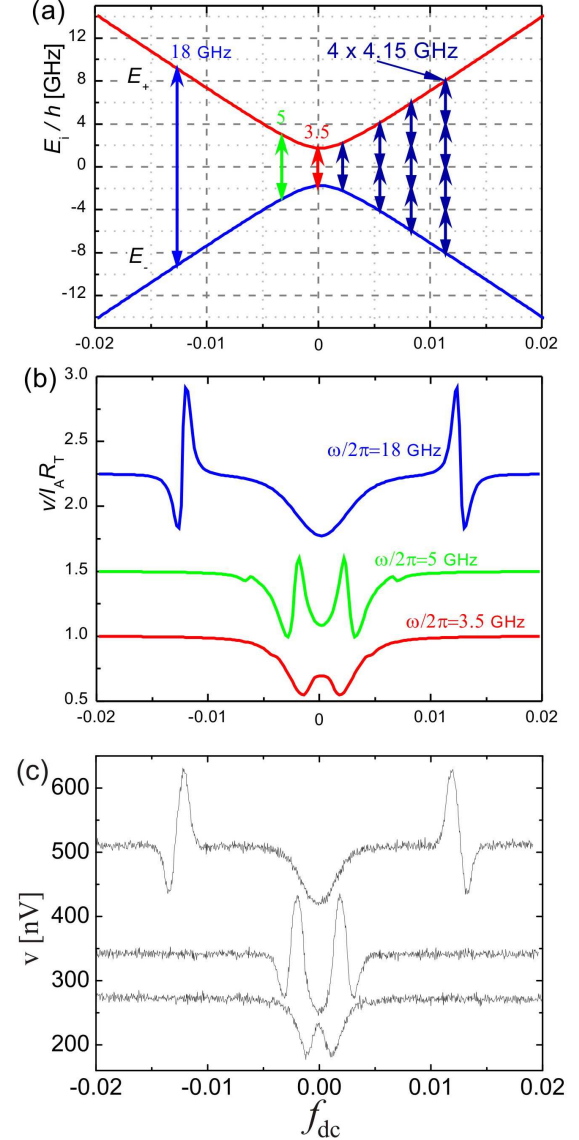 (a)
E_i / h [GHz]
12
8
4
0
-4
-8
-12
18 GHz
5
3.5
4 x 4.15 GHz
E_+
E_-
-0.02
-0.01
0
0.01
0.02
(b)
v/I_A R_T
3.0
2.5
2.0
1.5
1.0
0.5
ω/2π=18 GHz
ω/2π=5 GHz
ω/2π=3.5 GHz
-0.02
-0.01
0
0.01
0.02
(c)
v [nV]
600
500
400
300
200
-0.02
-0.01
0.00
0.01
0.02
f_dc